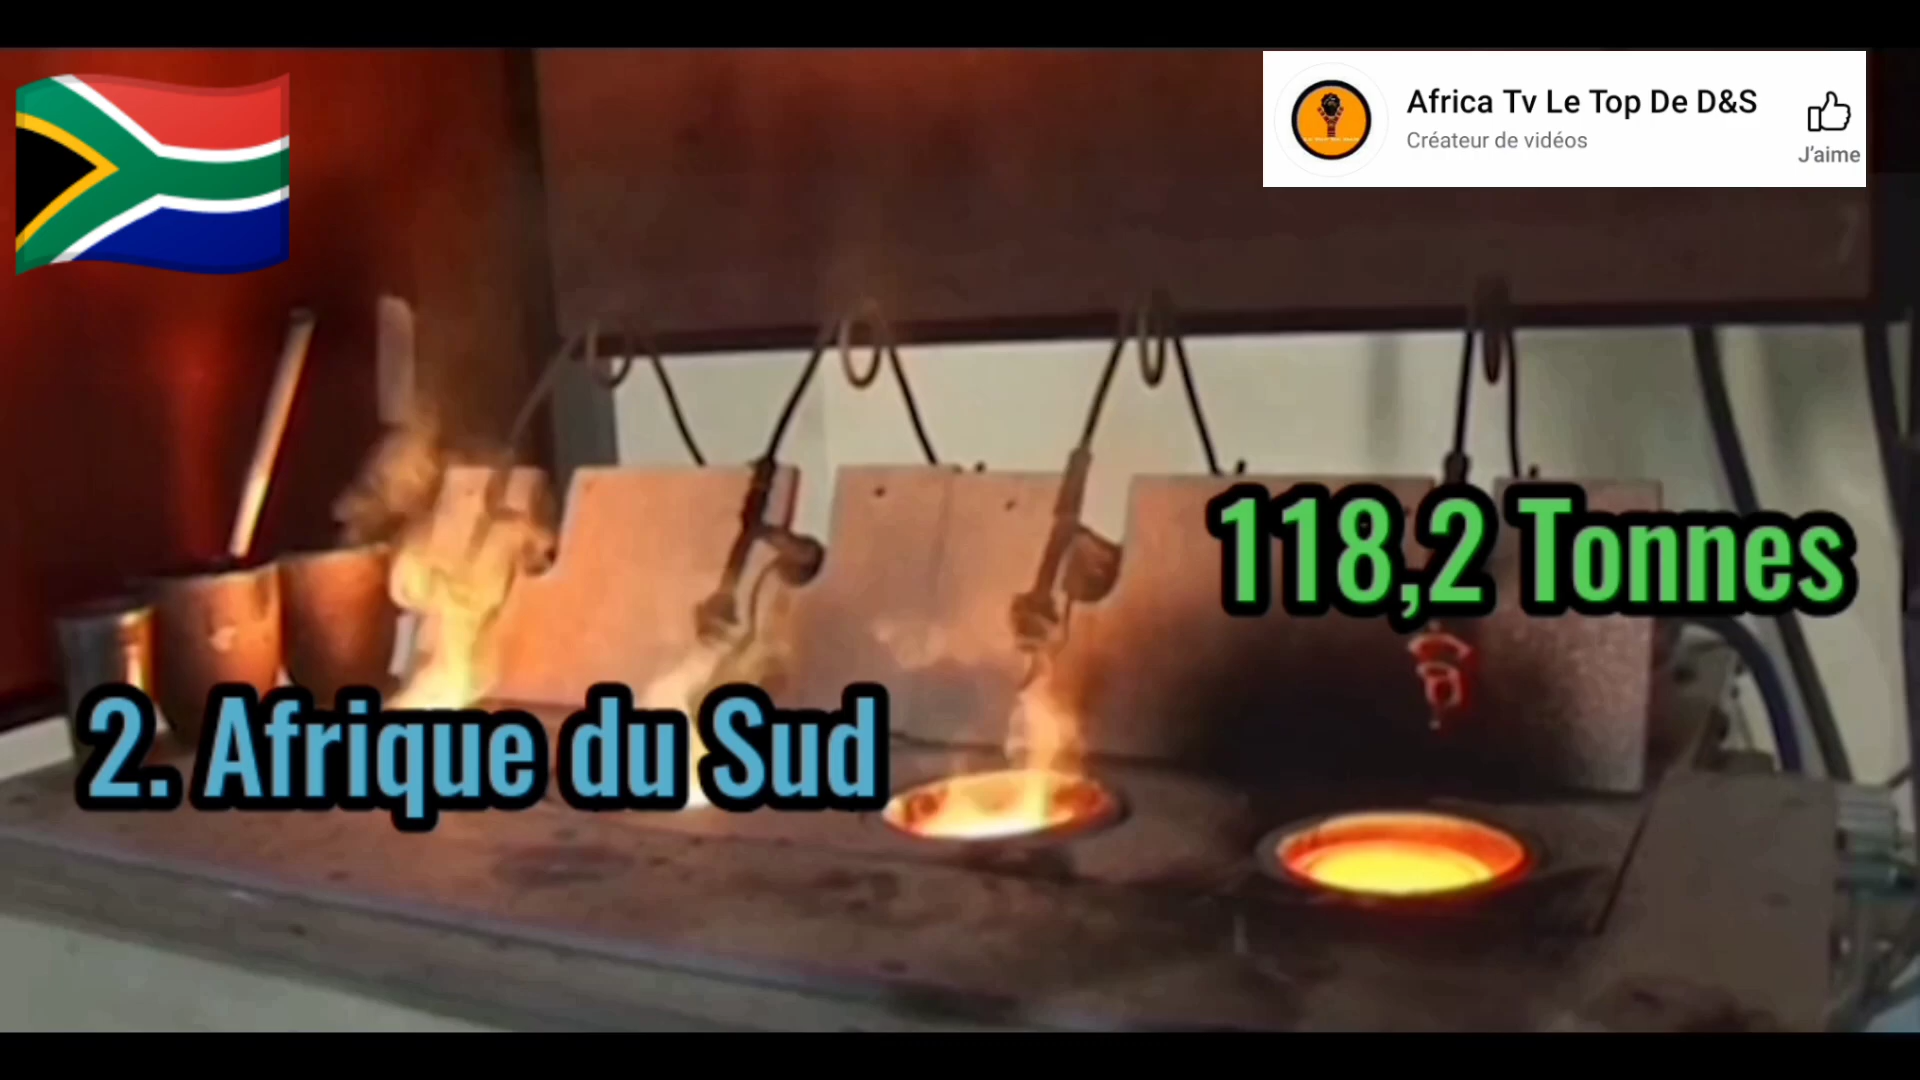 Africa Tv Le Top De D&S
Créateur de vidéos
J'aime
118,2 Tonnes
2. Afrique du Sud